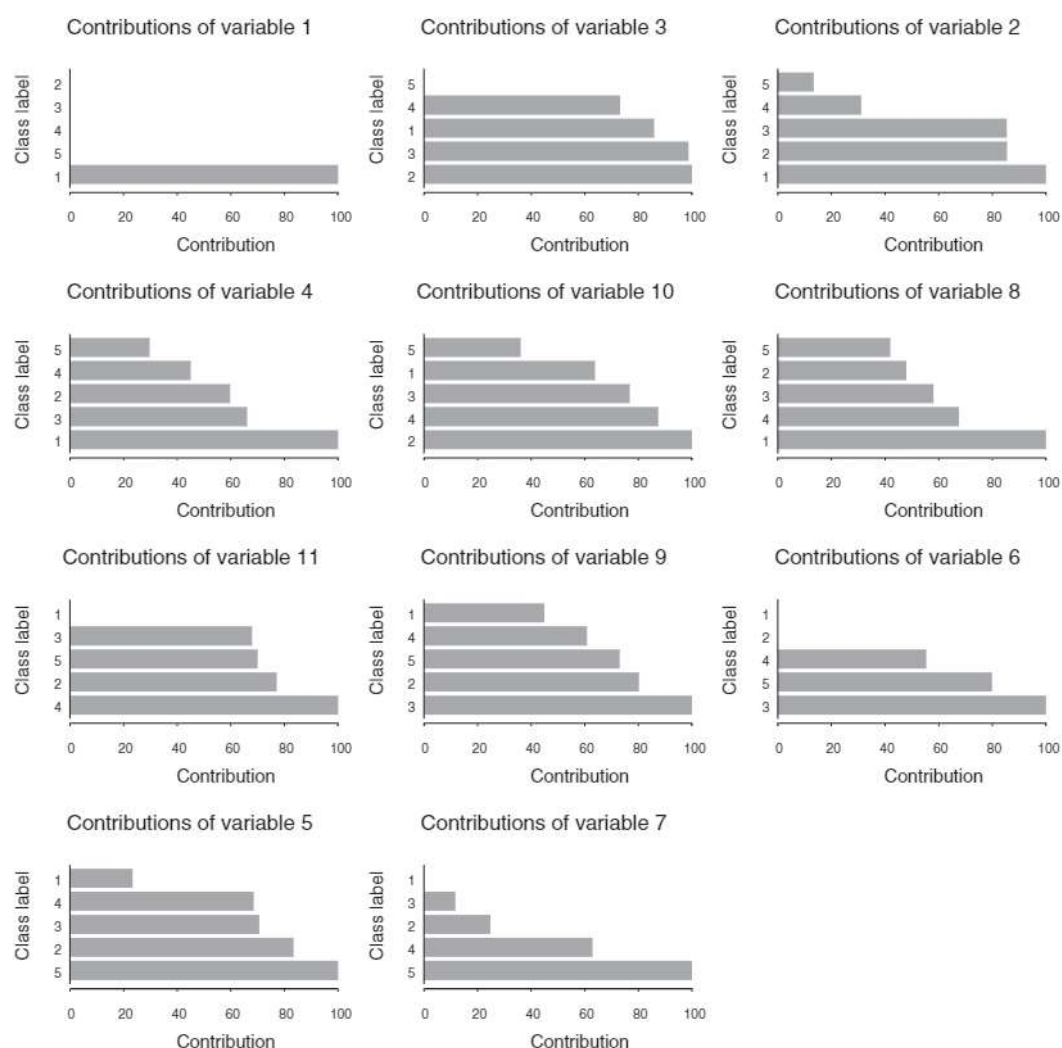 Contributions of variable 1
Class label
2
3
4
5
1
0 20 40 60 80 100
Contribution
Contributions of variable 3
Class label
5
4
1
3
2
0 20 40 60 80 100
Contribution
Contributions of variable 2
Class label
5
4
3
2
1
0 20 40 60 80 100
Contribution
Contributions of variable 4
Class label
5
4
2
3
1
0 20 40 60 80 100
Contribution
Contributions of variable 10
Class label
5
1
3
4
2
0 20 40 60 80 100
Contribution
Contributions of variable 8
Class label
5
2
3
4
1
0 20 40 60 80 100
Contribution
Contributions of variable 11
Class label
1
3
5
2
4
0 20 40 60 80 100
Contribution
Contributions of variable 9
Class label
1
4
5
2
3
0 20 40 60 80 100
Contribution
Contributions of variable 6
Class label
1
2
4
5
3
0 20 40 60 80 100
Contribution
Contributions of variable 5
Class label
1
4
3
2
5
0 20 40 60 80 100
Contribution
Contributions of variable 7
Class label
1
3
2
4
5
0 20 40 60 80 100
Contribution